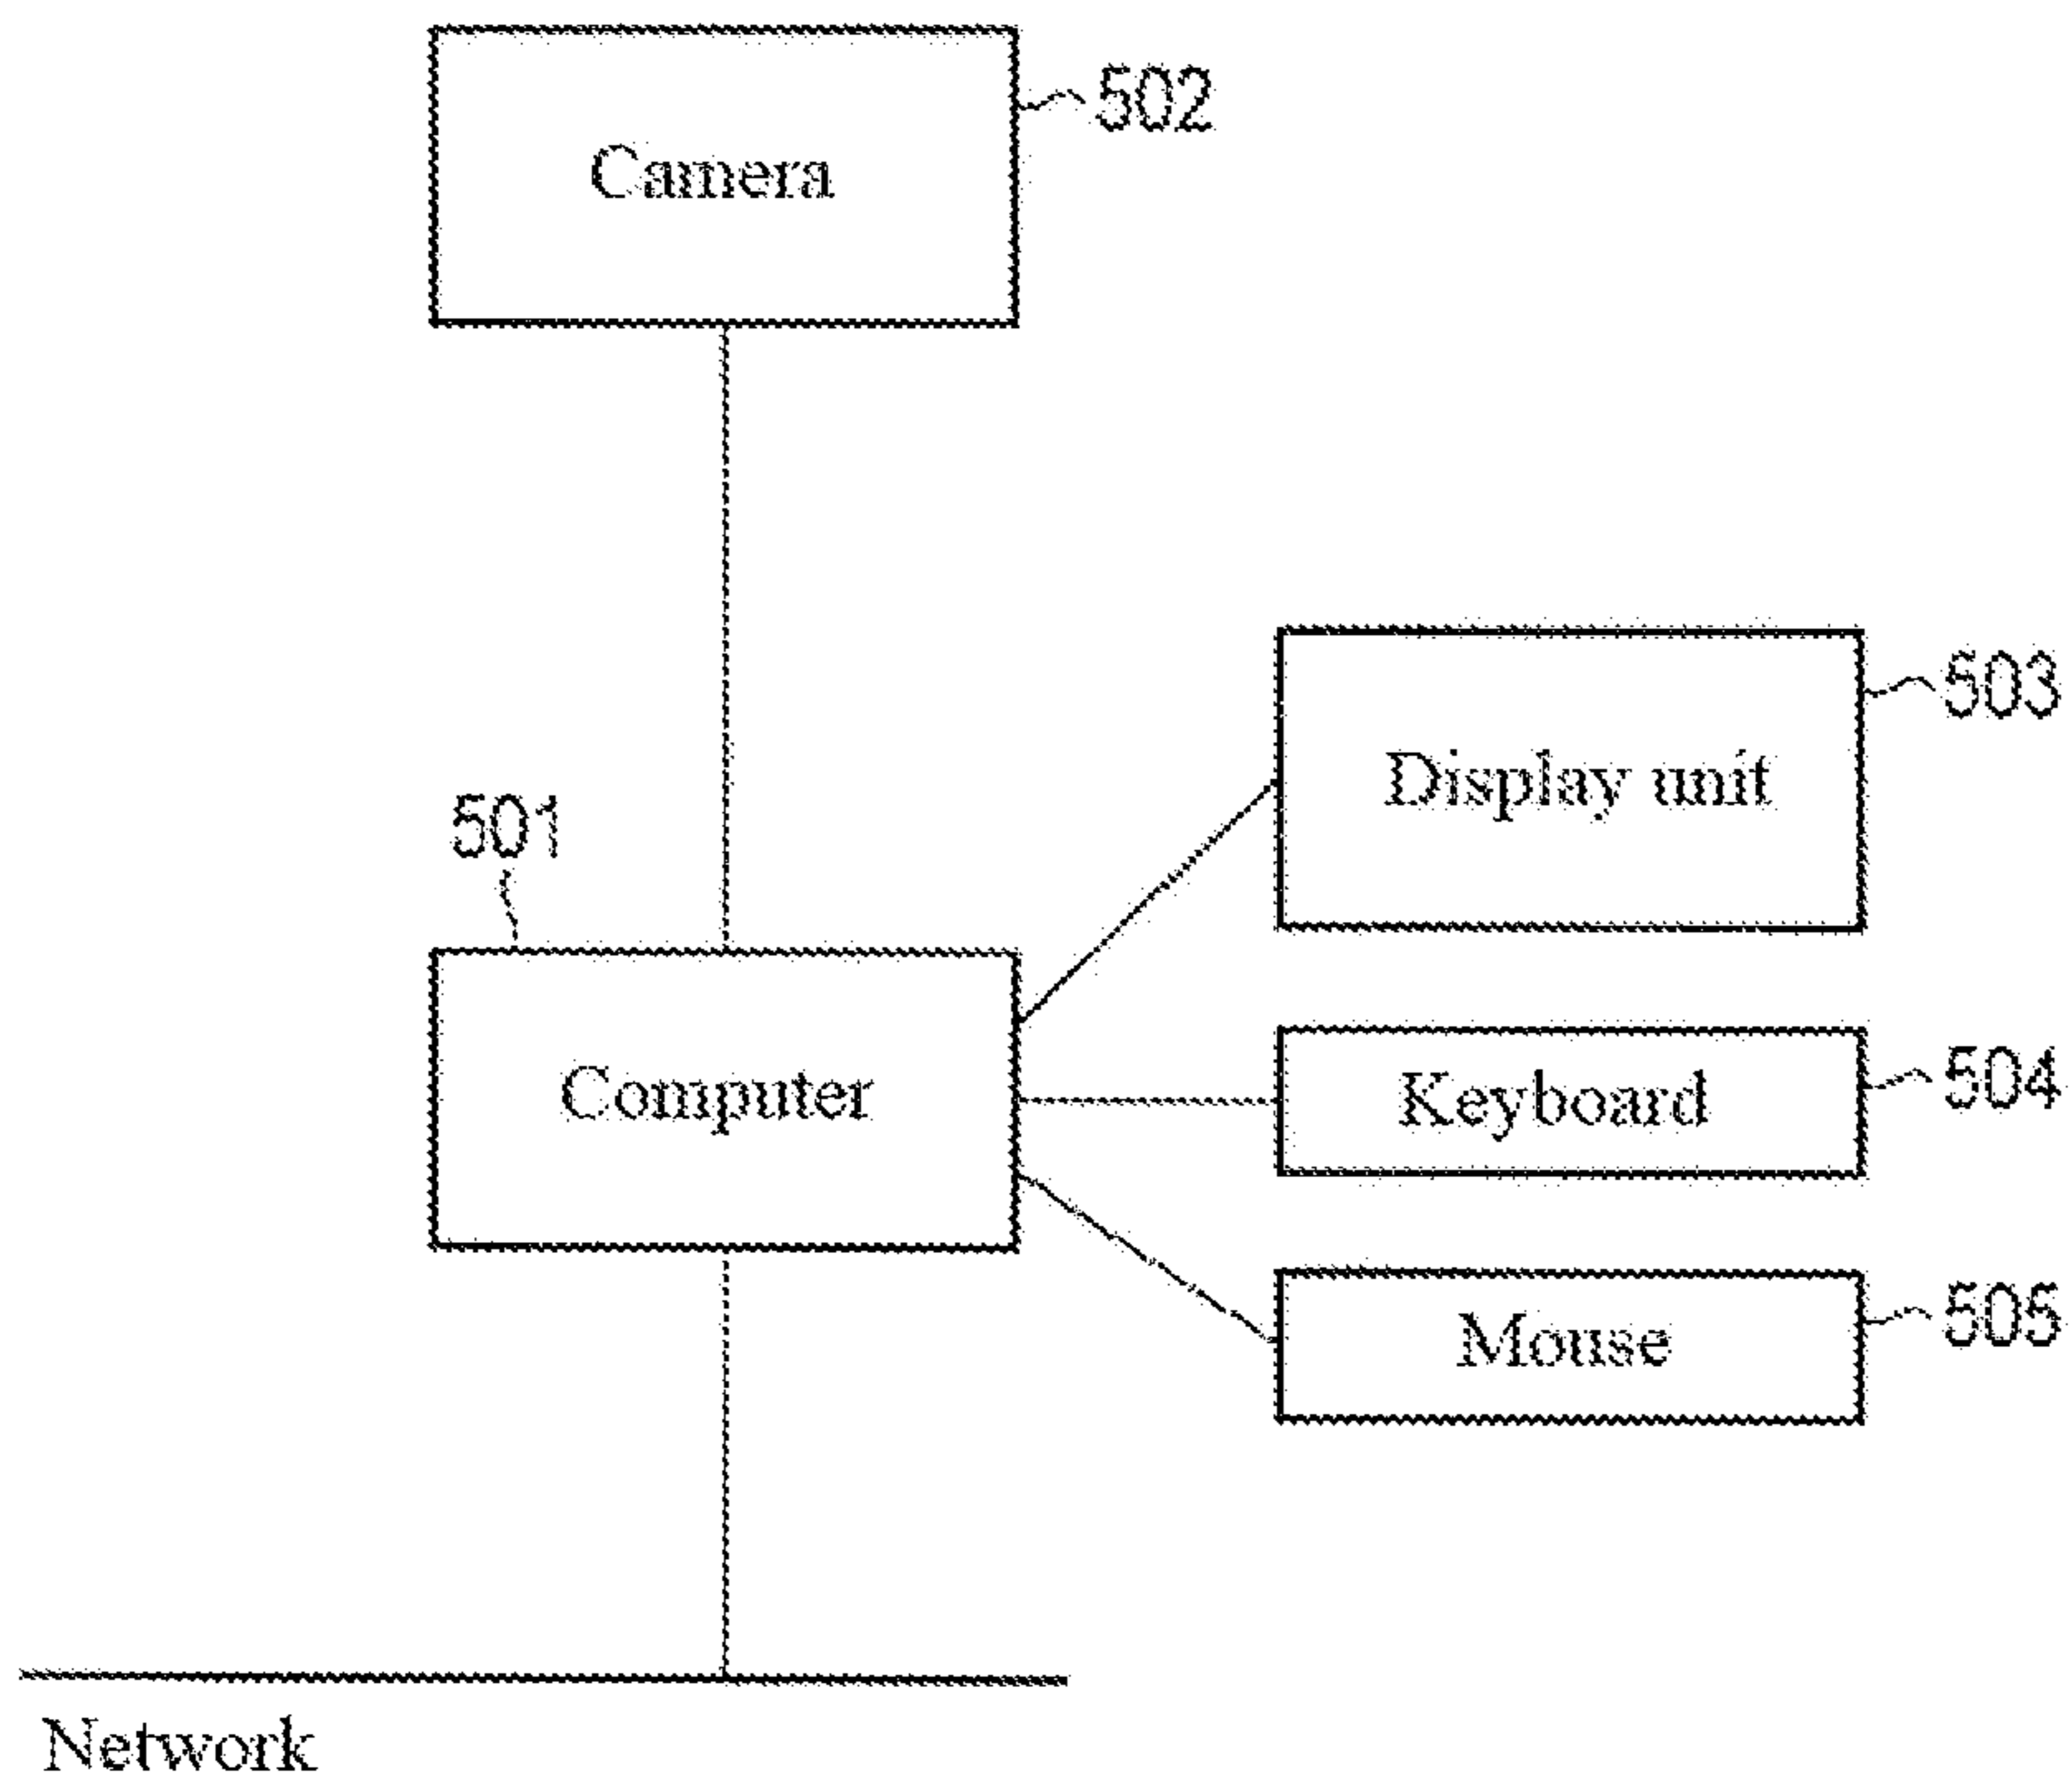 Camera
502
Display unit
503
501
Computer
Keyboard
504
Mouse
505
Network